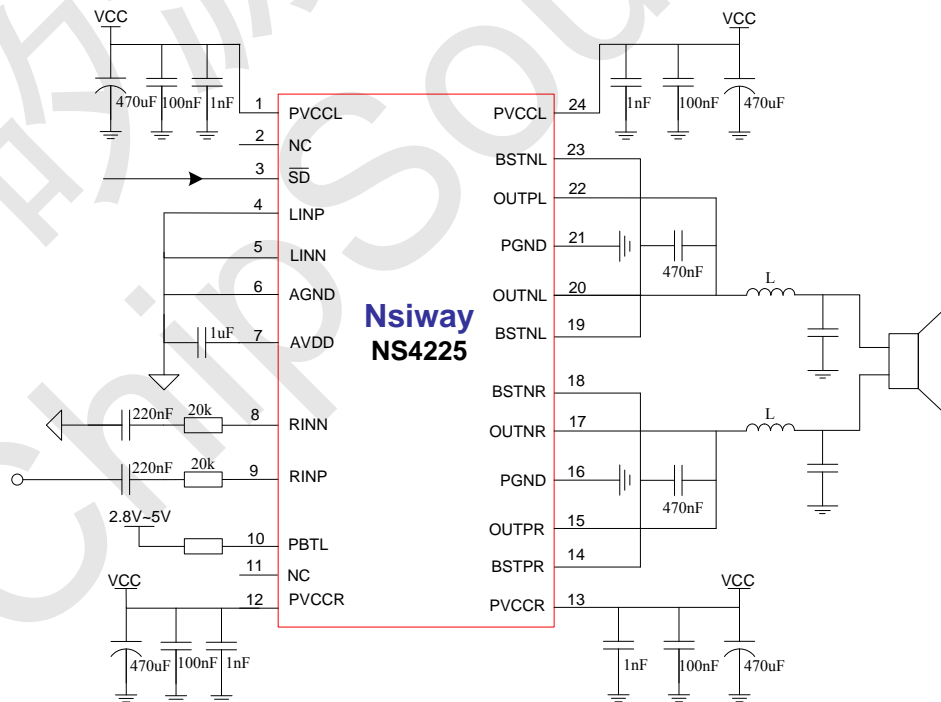 VCC
470uF 100nF 1nF
VCC
1nF 100nF 470uF
1 PVCCL
2 NC
3 SD
4 LINP
5 LINN
6 AGND
1uF 7 AVDD
220nF 20k 8 RINN
220nF 20k 9 RINP
2.8V~5V
10 PBTL
11 NC
12 PVCCR
VCC
470uF 100nF 1nF
Nsiway
NS4225
PVCCL 24
BSTNL 23
OUTPL 22
PGND 21
470nF
OUTNL 20
L
BSTNL 19
BSTNR 18
OUTNR 17
L
PGND 16
470nF
OUTPR 15
BSTPR 14
PVCCR 13
VCC
1nF 100nF 470uF
ChipSou